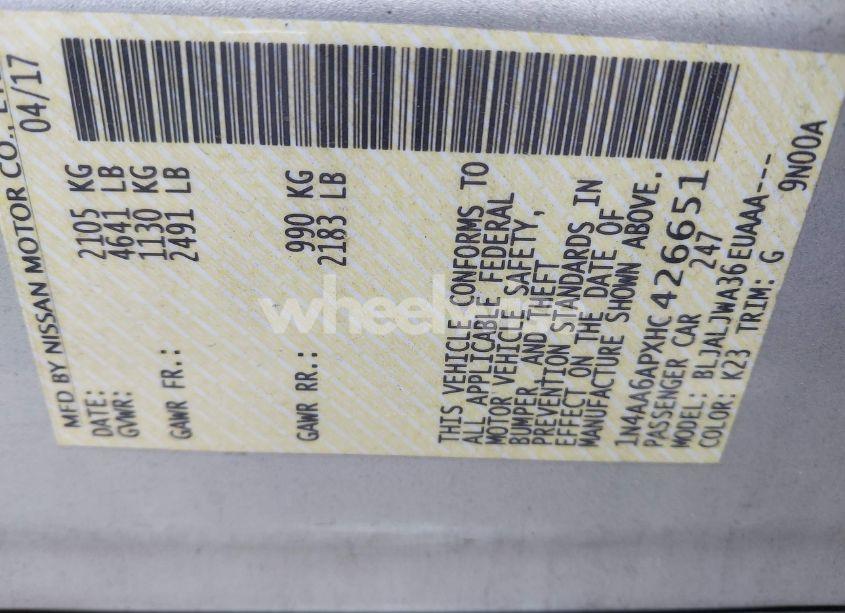 MFD BY NISSAN MOTOR CO.,
DATE: 04/17
GVWR: 2105 KG
4641 LB
GAWR FR.: 1130 KG
2491 LB
GAWR RR.: 990 KG
2183 LB
THIS VEHICLE CONFORMS TO
ALL APPLICABLE FEDERAL
MOTOR VEHICLE SAFETY,
BUMPER, AND THEFT
PREVENTION STANDARDS IN
EFFECT ON THE DATE OF
MANUFACTURE SHOWN ABOVE.
1N4AA6APXHC426651
PASSENGER CAR 247
MODEL: BLJALJWA36EUAAA---
COLOR: K23 TRIM: G 9N00A